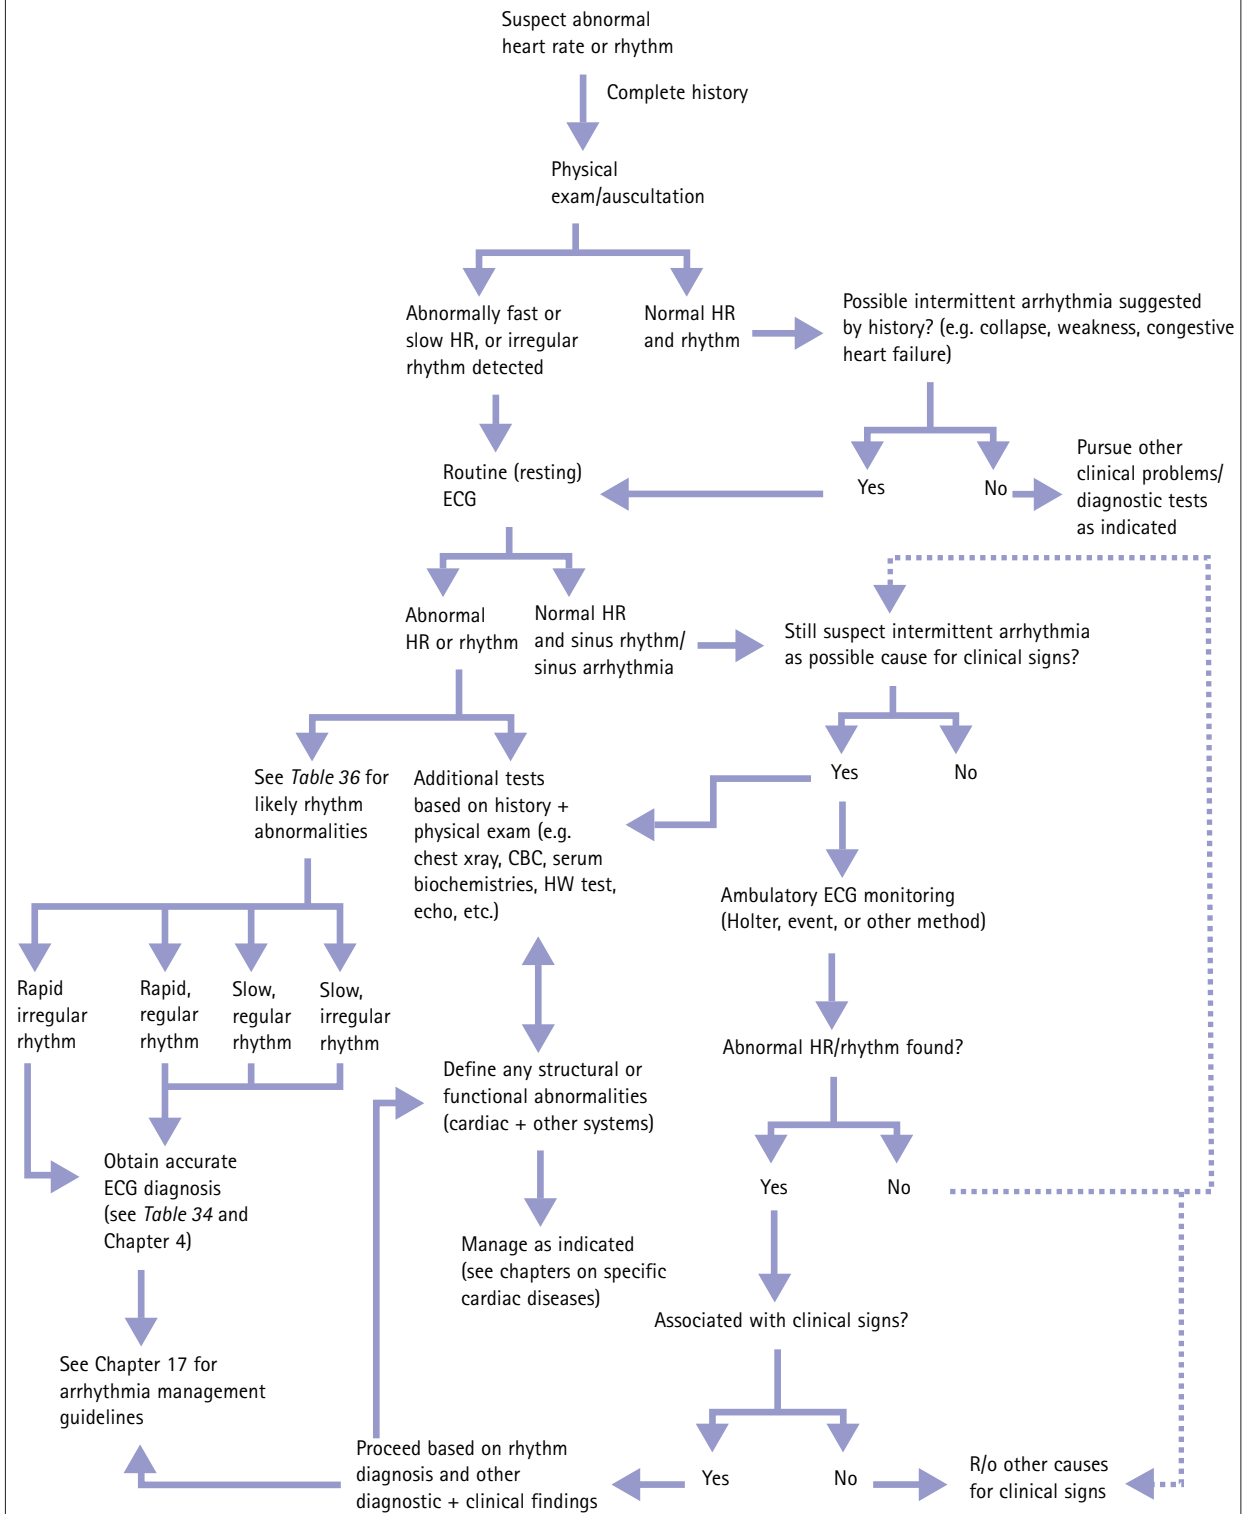 Suspect abnormal
heart rate or rhythm
Complete history
Physical
exam/auscultation
Abnormally fast or
slow HR, or irregular
rhythm detected
Normal HR
and rhythm
Possible intermittent arrhythmia suggested
by history? (e.g. collapse, weakness, congestive
heart failure)
Routine (resting)
ECG
Yes
No
Pursue other
clinical problems/
diagnostic tests
as indicated
Abnormal
HR or rhythm
Normal HR
and sinus rhythm/
sinus arrhythmia
Still suspect intermittent arrhythmia
as possible cause for clinical signs?
See Table 36 for
likely rhythm
abnormalities
Additional tests
based on history +
physical exam (e.g.
chest xray, CBC, serum
biochemistries, HW test,
echo, etc.)
Yes
No
Ambulatory ECG monitoring
(Holter, event, or other method)
Rapid
irregular
rhythm
Rapid,
regular
rhythm
Slow,
regular
rhythm
Slow,
irregular
rhythm
Abnormal HR/rhythm found?
Define any structural or
functional abnormalities
(cardiac + other systems)
Obtain accurate
ECG diagnosis
(see Table 34 and
Chapter 4)
Yes
No
Manage as indicated
(see chapters on specific
cardiac diseases)
Associated with clinical signs?
See Chapter 17 for
arrhythmia management
guidelines
Proceed based on rhythm
diagnosis and other
diagnostic + clinical findings
Yes
No
R/o other causes
for clinical signs